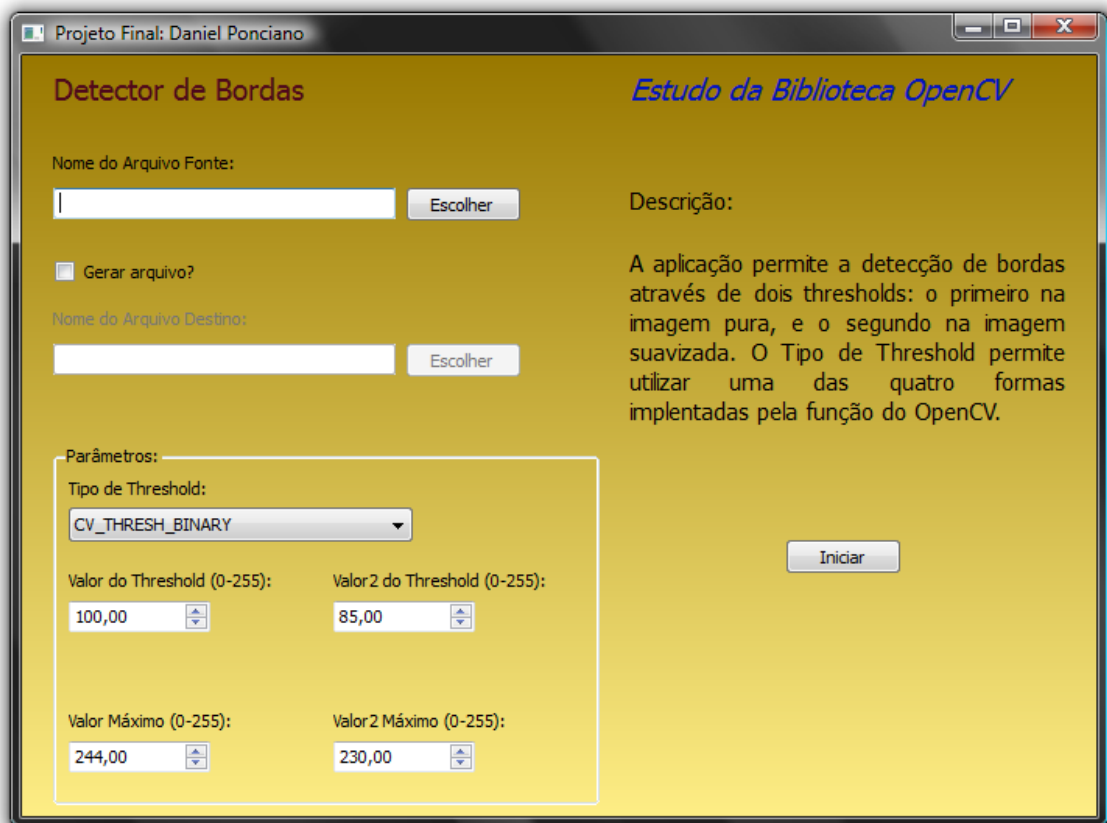 Projeto Final: Daniel Ponciano
Detector de Bordas
Estudo da Biblioteca OpenCV
Nome do Arquivo Fonte:
Escolher
Gerar arquivo?
Nome do Arquivo Destino:
Escolher
Descrição:
A aplicação permite a detecção de bordas
através de dois thresholds: o primeiro na
imagem pura, e o segundo na imagem
suavizada. O Tipo de Threshold permite
utilizar uma das quatro formas
implentadas pela função do OpenCV.
Parâmetros:
Tipo de Threshold:
CV_THRESH_BINARY
Valor do Threshold (0-255):
Valor2 do Threshold (0-255):
100,00
85,00
Valor Máximo (0-255):
Valor2 Máximo (0-255):
244,00
230,00
Iniciar